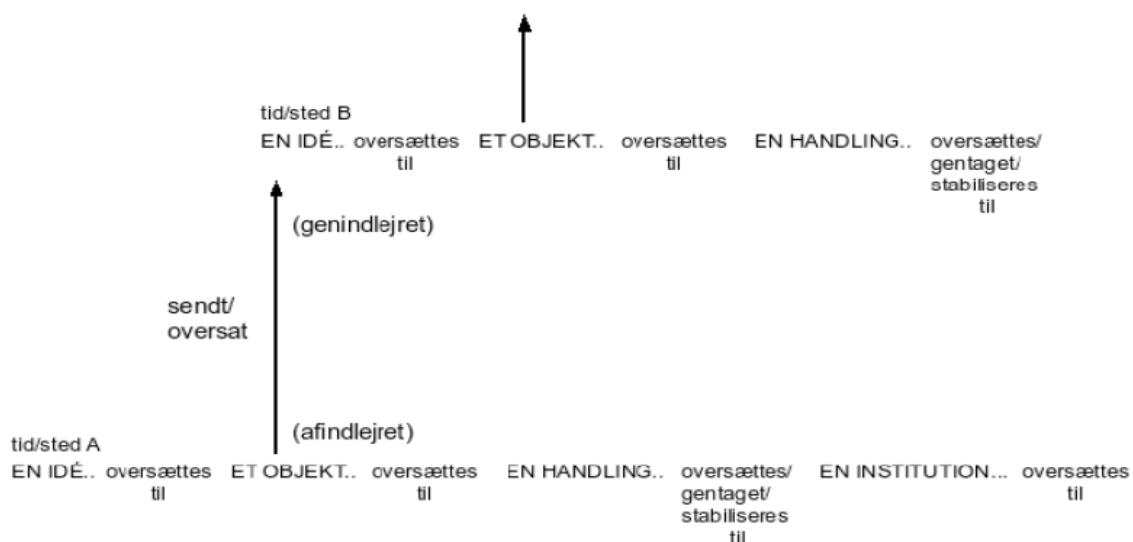 tid/sted B
EN IDÉ.. oversættes til ET OBJEKT.. oversættes til EN HANDLING.. oversættes/ gentaget/ stabiliseres til
(genindlejret)
sendt/
oversat
(afindlejret)
tid/sted A
EN IDÉ.. oversættes til ET OBJEKT.. oversættes til EN HANDLING.. oversættes/ gentaget/ stabiliseres til EN INSTITUTION... oversættes til